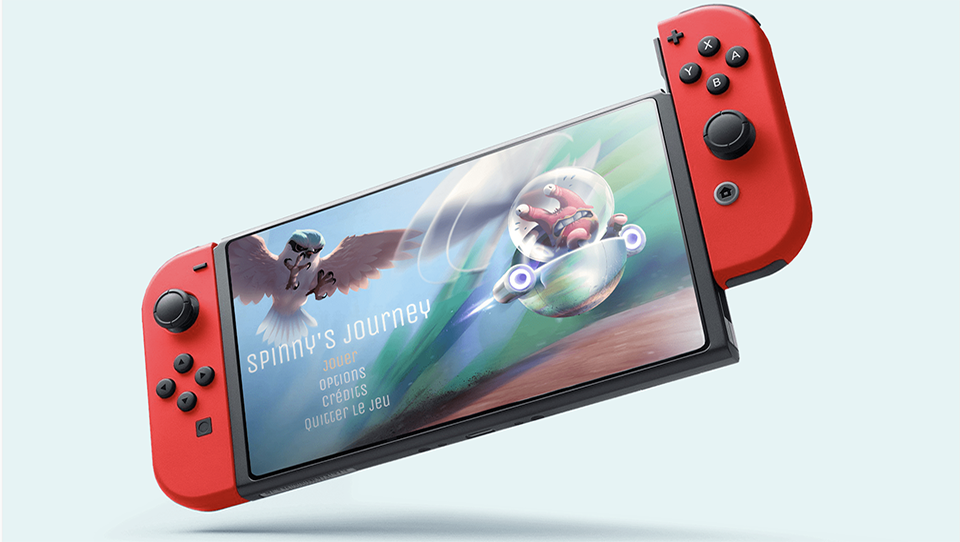 SPINNY'S JOURNEY
Jouer
OPTIONS
CRÉDITS
QUITTER LE JEU
X
Y
A
B